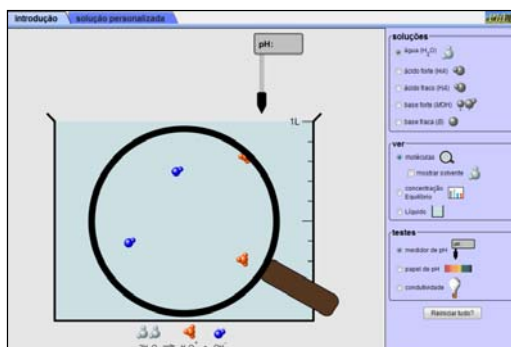 introdução
solução personalizada
pH:
1L
soluções
água (H₂O)
ácido forte (HA)
ácido fraco (HA)
base forte (MOH)
base fraca (B)
ver
moléculas
mostrar solvente
concentração
Equilíbrio
Líquido
testes
medidor de pH
papel de pH
condutividade
Reiniciar tudo?